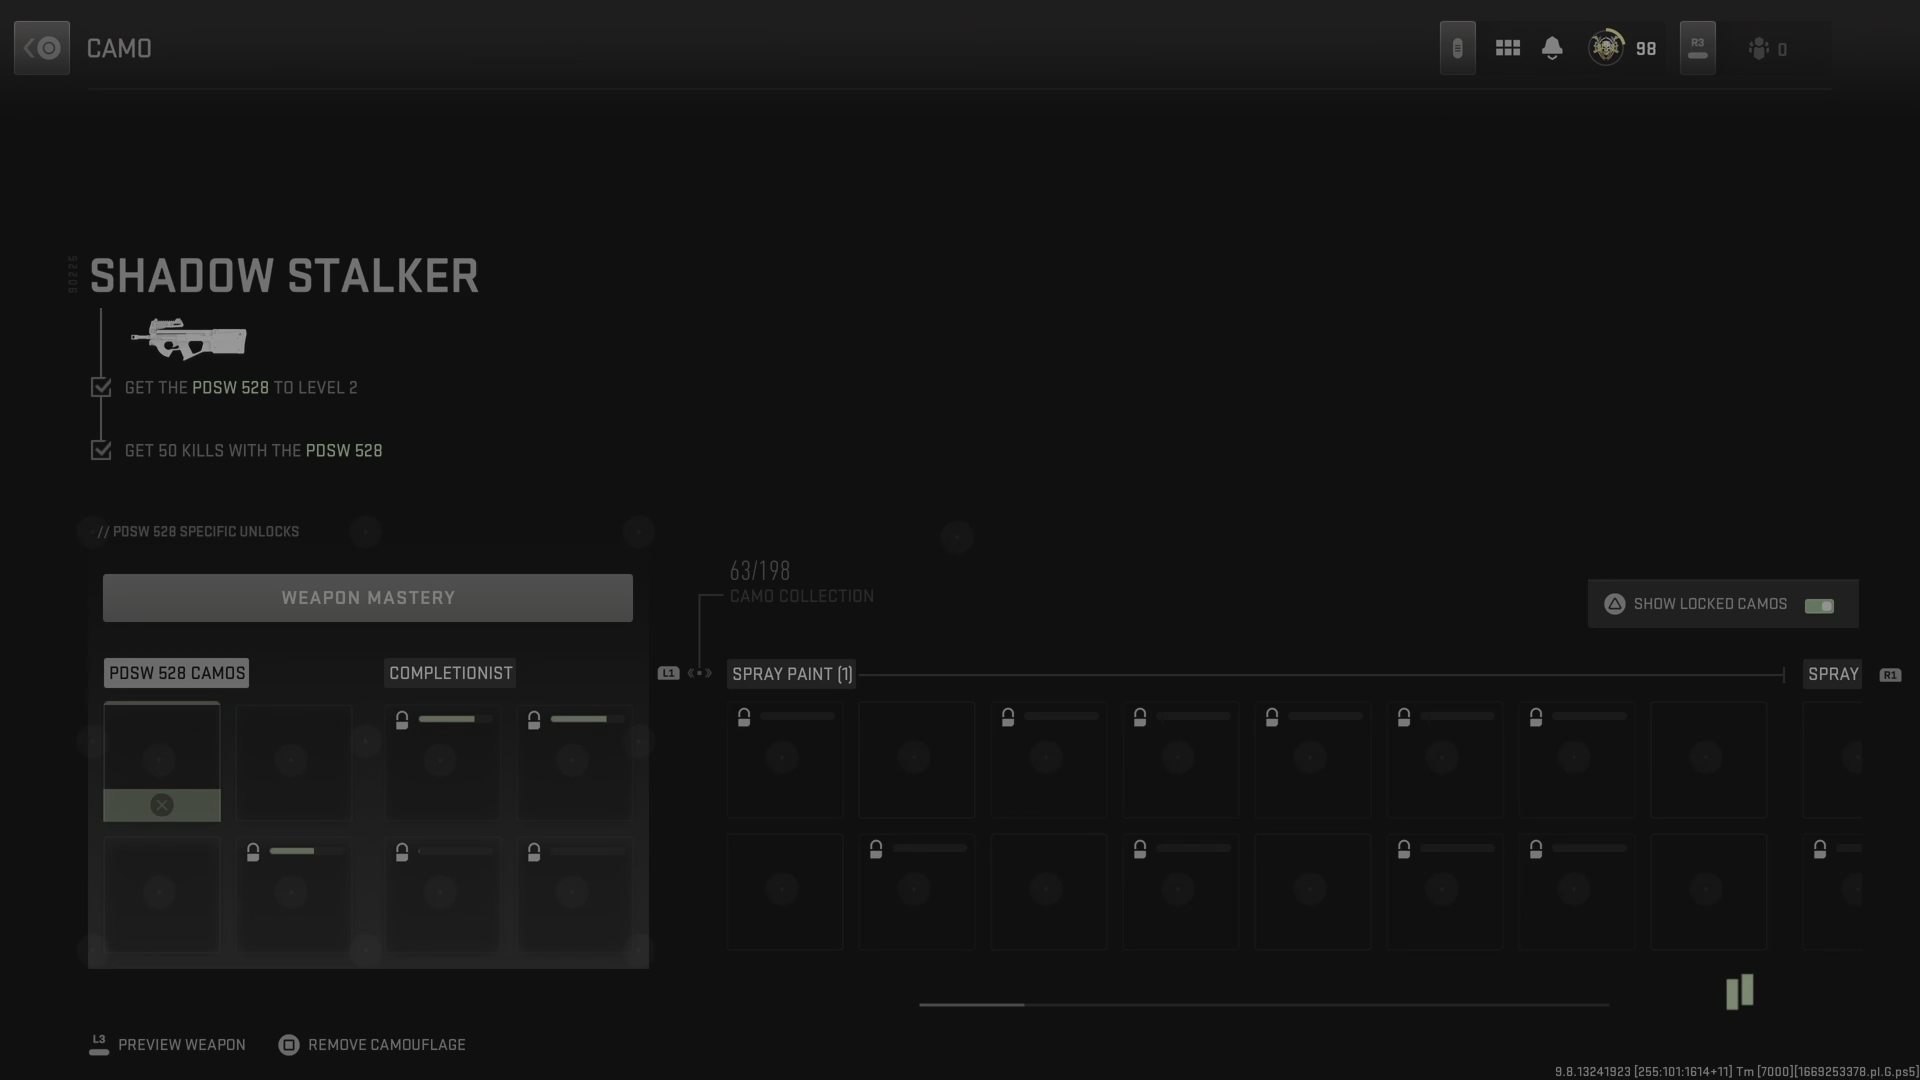 CAMO
98
R3
0
SHADOW STALKER
GET THE PDSW 528 TO LEVEL 2
GET 50 KILLS WITH THE PDSW 528
// PDSW 528 SPECIFIC UNLOCKS
WEAPON MASTERY
63/198
CAMO COLLECTION
SHOW LOCKED CAMOS
PDSW 528 CAMOS
COMPLETIONIST
L1
SPRAY PAINT (1)
SPRAY
R1
L3 PREVIEW WEAPON
REMOVE CAMOUFLAGE
9.8.13241923 [255:101:1614+11] Tm [7000][1669253378.pl.G.ps5]